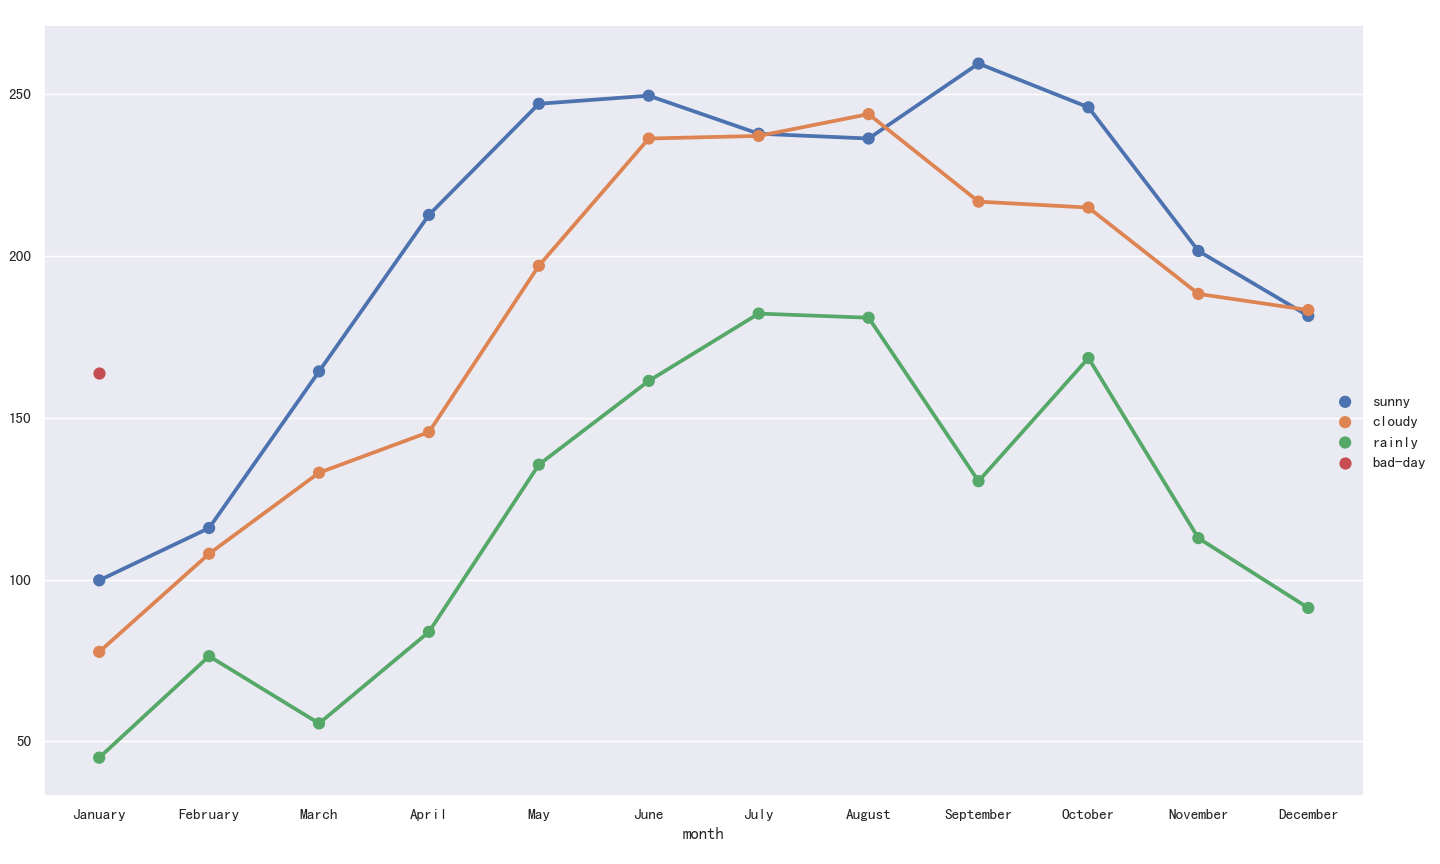 250
200
150
100
50
January February March April May June July August September October November December
month
sunny
cloudy
rainly
bad-day